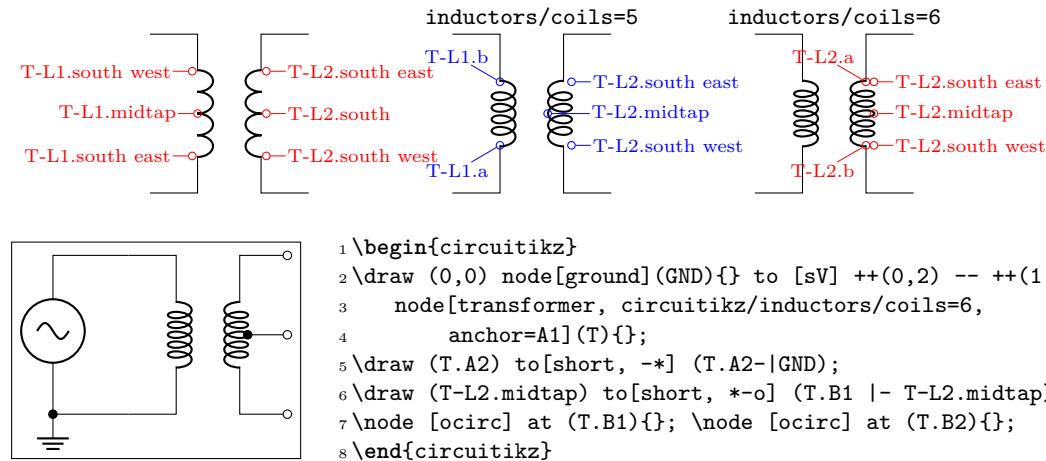 inductors/coils=5
inductors/coils=6
T-L1.south west
T-L1.midtap
T-L1.south east
T-L2.south east
T-L2.south
T-L2.south west
T-L1.b
T-L1.a
T-L2.south east
T-L2.midtap
T-L2.south west
T-L2.a
T-L2.b
T-L2.south east
T-L2.midtap
T-L2.south west
1 \begin{circuitikz}
2 \draw (0,0) node[ground](GND){} to [sV] ++(0,2) -- ++(1
3 node[transformer, circuitikz/inductors/coils=6,
4 anchor=A1](T){};
5 \draw (T.A2) to[short, -*] (T.A2-|GND);
6 \draw (T-L2.midtap) to[short, *-o] (T.B1 |- T-L2.midtap)
7 \node [ocirc] at (T.B1){}; \node [ocirc] at (T.B2){};
8 \end{circuitikz}